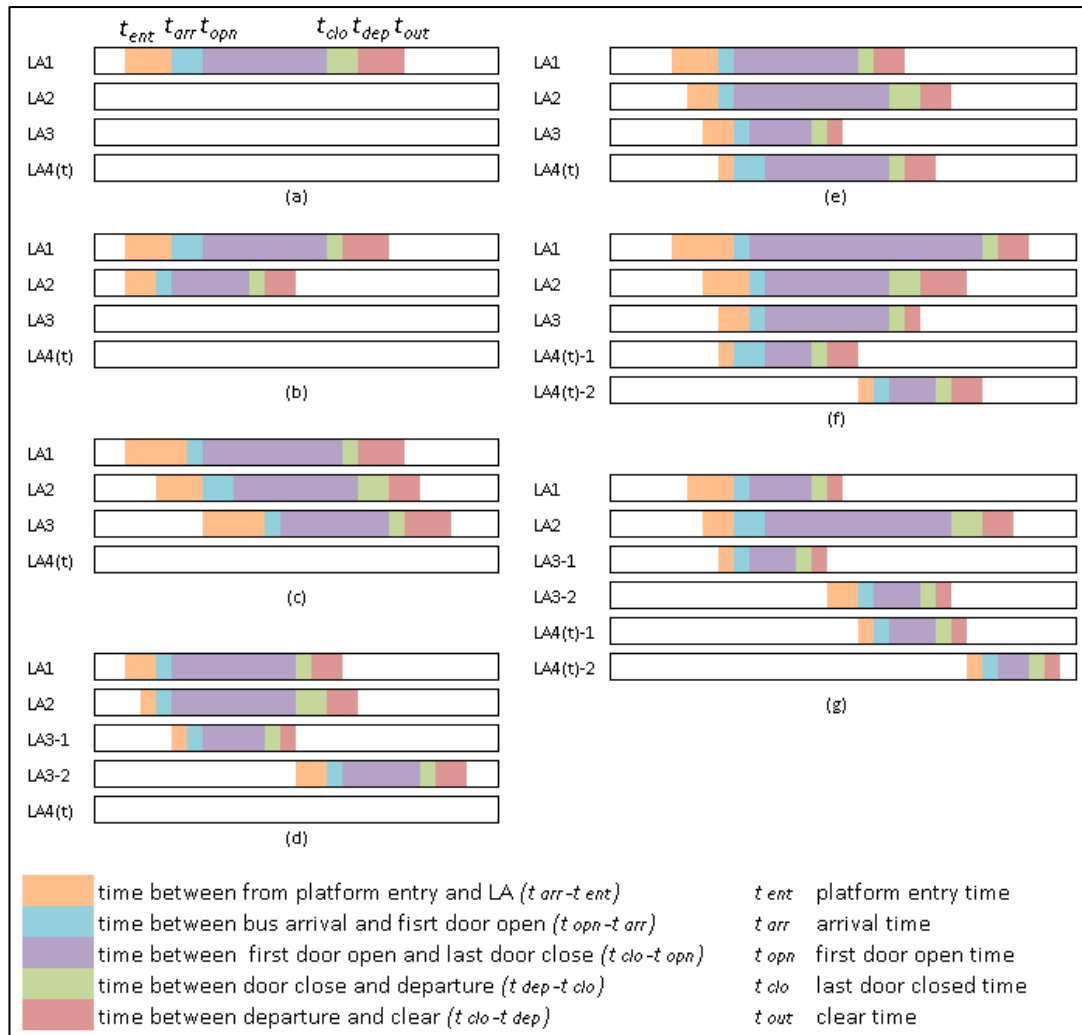 t ent t arr t opn t clo t dep t out
LA1
LA2
LA3
LA4(t)
(a)
LA1
LA2
LA3
LA4(t)
(b)
LA1
LA2
LA3
LA4(t)
(c)
LA1
LA2
LA3-1
LA3-2
LA4(t)
(d)
LA1
LA2
LA3
LA4(t)
(e)
LA1
LA2
LA3
LA4(t)-1
LA4(t)-2
(f)
LA1
LA2
LA3-1
LA3-2
LA4(t)-1
LA4(t)-2
(g)
time between from platform entry and LA (t arr-t ent)
time between bus arrival and fisrt door open (t opn-t arr)
time between first door open and last door close (t clo-t opn)
time between door close and departure (t dep-t clo)
time between departure and clear (t clo-t dep)
t ent platform entry time
t arr arrival time
t opn first door open time
t clo last door closed time
t out clear time